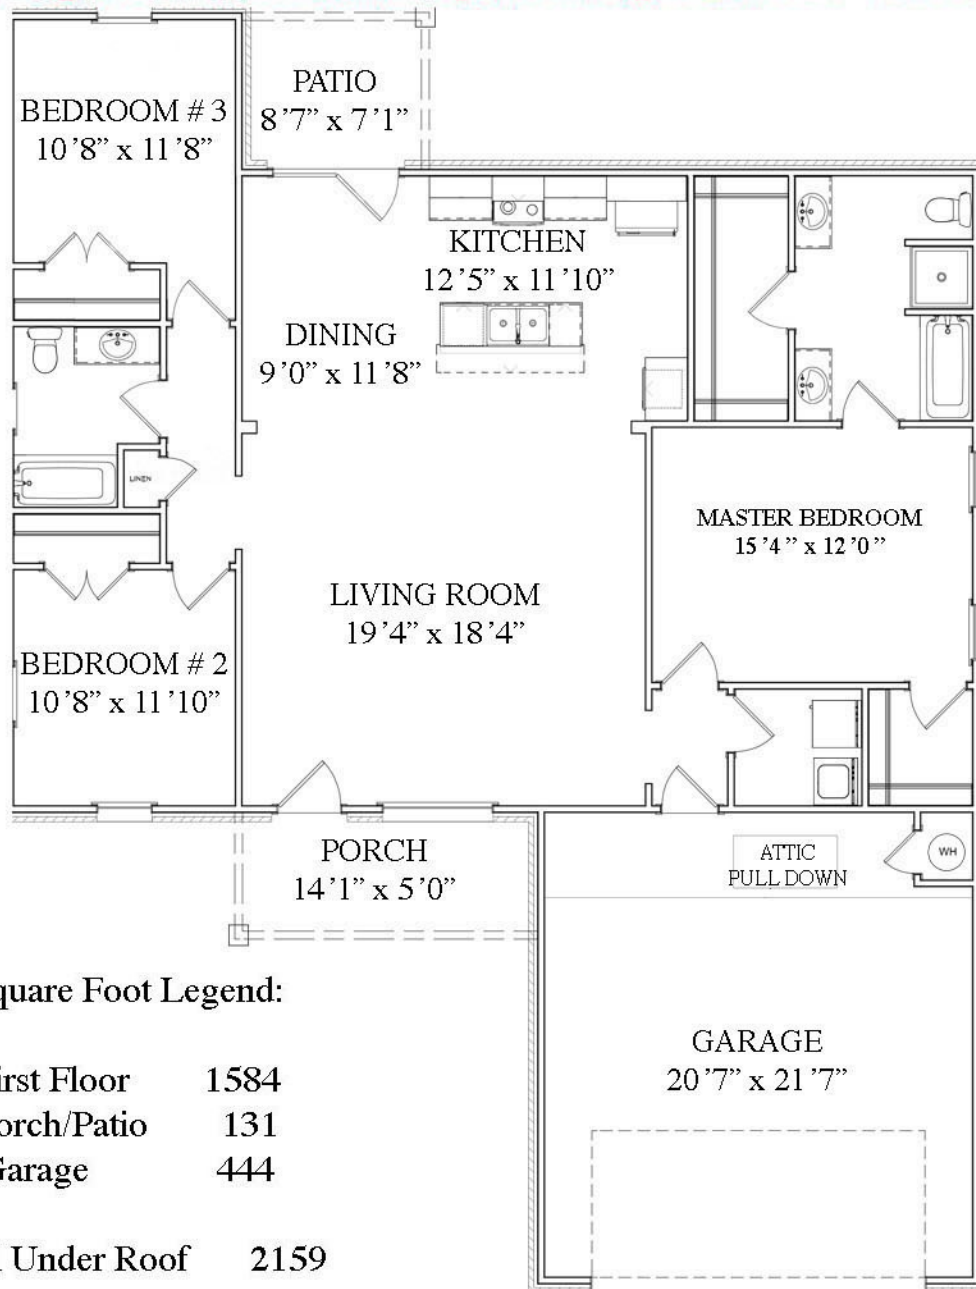 PATIO
8'7" x 7'1"
BEDROOM # 3
10'8" x 11'8"
KITCHEN
12'5" x 11'10"
DINING
9'0" x 11'8"
LINEN
MASTER BEDROOM
15'4" x 12'0"
LIVING ROOM
19'4" x 18'4"
BEDROOM # 2
10'8" x 11'10"
PORCH
14'1" x 5'0"
ATTIC
PULL DOWN
WH
GARAGE
20'7" x 21'7"
quare Foot Legend:
irst Floor 1584
orch/Patio 131
Garage 444
Under Roof 2159